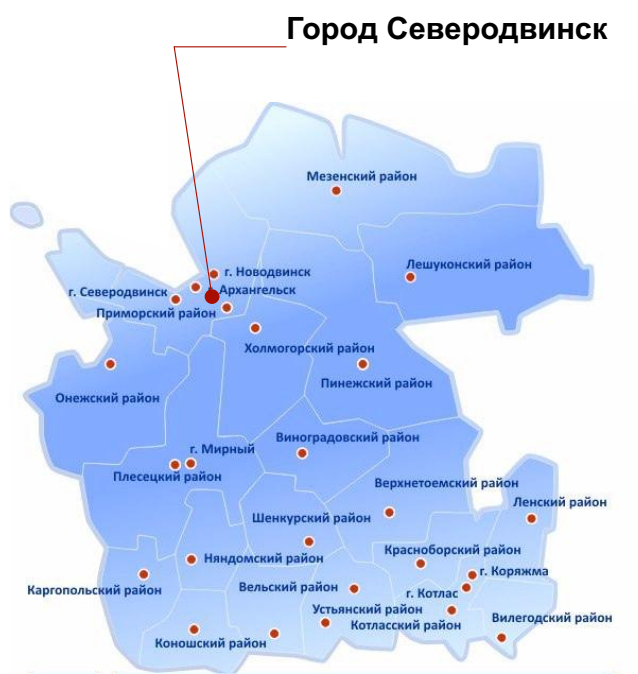 Город Северодвинск
Мезенский район
Лешуконский район
г. Новодвинск
г. Северодвинск
Архангельск
Приморский район
Холмогорский район
Пинежский район
Онежский район
Виноградовский район
г. Мирный
Плесецкий район
Верхнетоемский район
Ленский район
Шенкурский район
Красноборский район
Няндомский район
г. Коряжма
Каргопольский район
Вельский район
г. Котлас
Устьянский район
Вилегодский район
Котласский район
Коношский район